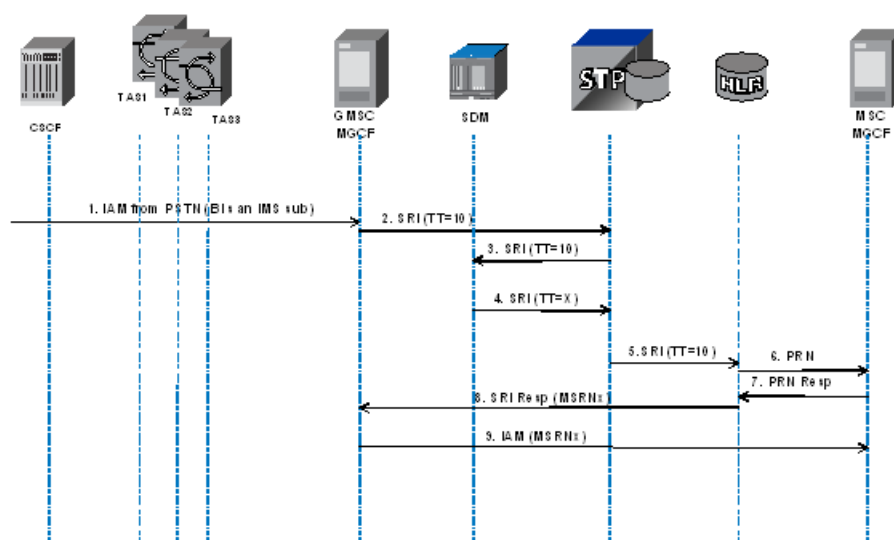 STP
HLR
TAS1
TAS2
TAS3
CSCF
GMSC
MGCF
SDM
MSC
MGCF
1. IAM from PSTN (B is an IMS sub)
2. SRI (TT=10)
3. SRI (TT=10)
4. SRI (TT=X)
5.SRI (TT=10)
6. PRN
7. PRN Resp
8. SRI Resp (MSRNx)
9. IAM (MSRNx)